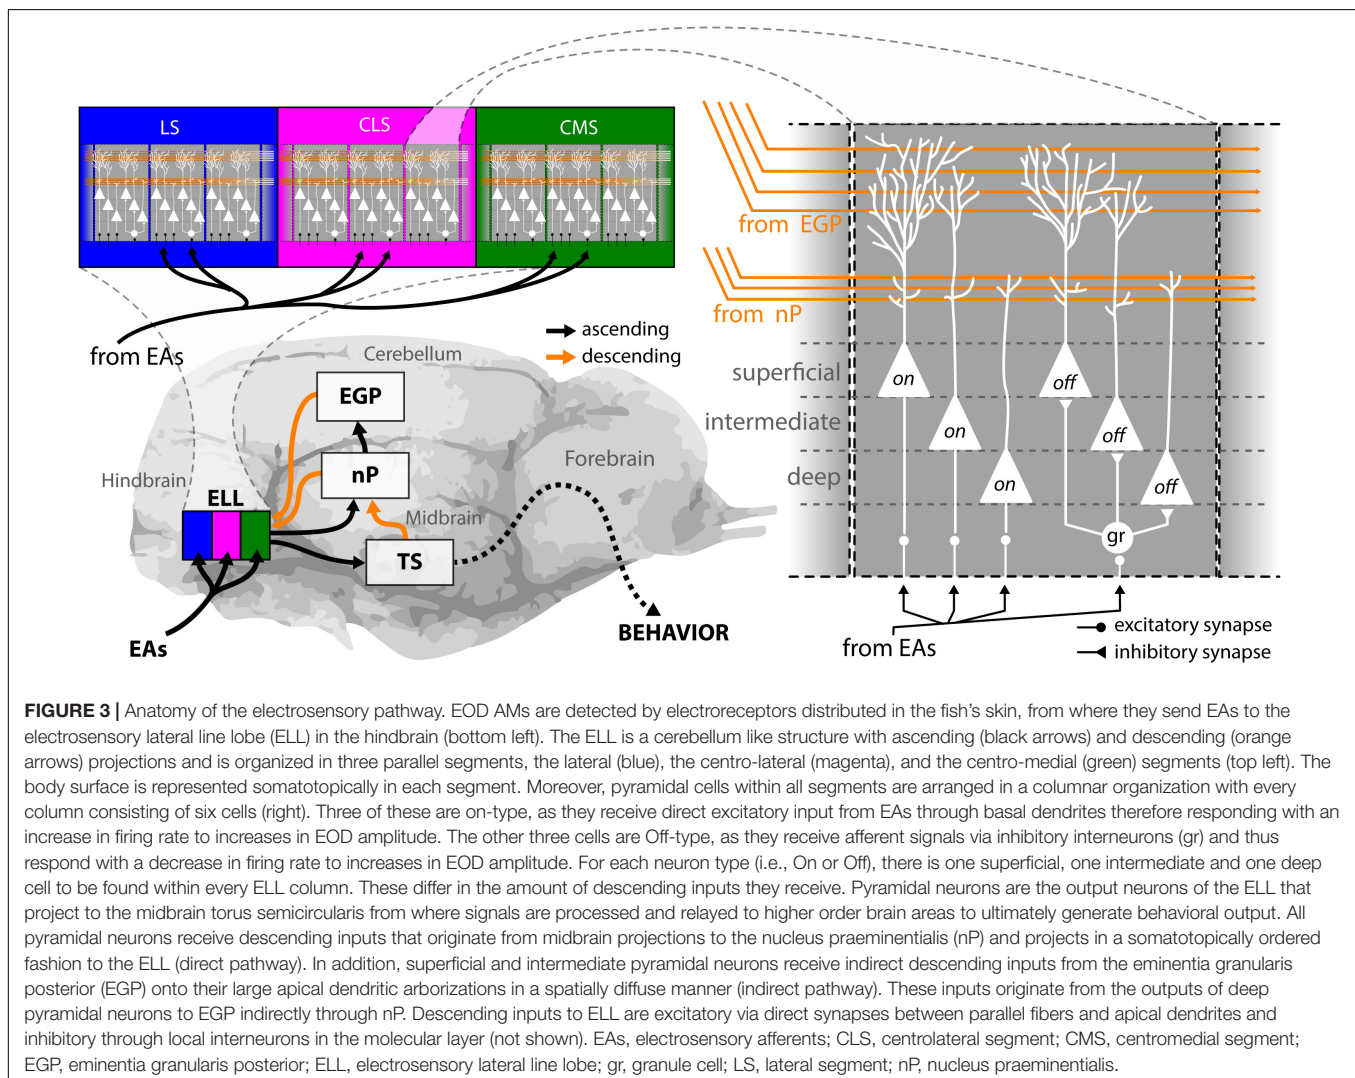 LS
CLS
CMS
from EAs
ascending
descending
Cerebellum
EGP
nP
Forebrain
Hindbrain
ELL
Midbrain
TS
EAs
BEHAVIOR
from EGP
from nP
superficial
on
off
intermediate
on
off
deep
on
off
gr
from EAs
excitatory synapse
inhibitory synapse
FIGURE 3 | Anatomy of the electrosensory pathway. EOD AMs are detected by electroreceptors distributed in the fish's skin, from where they send EAs to the
electrosensory lateral line lobe (ELL) in the hindbrain (bottom left). The ELL is a cerebellum like structure with ascending (black arrows) and descending (orange
arrows) projections and is organized in three parallel segments, the lateral (blue), the centro-lateral (magenta), and the centro-medial (green) segments (top left). The
body surface is represented somatotopically in each segment. Moreover, pyramidal cells within all segments are arranged in a columnar organization with every
column consisting of six cells (right). Three of these are on-type, as they receive direct excitatory input from EAs through basal dendrites therefore responding with an
increase in firing rate to increases in EOD amplitude. The other three cells are Off-type, as they receive afferent signals via inhibitory interneurons (gr) and thus
respond with a decrease in firing rate to increases in EOD amplitude. For each neuron type (i.e., On or Off), there is one superficial, one intermediate and one deep
cell to be found within every ELL column. These differ in the amount of descending inputs they receive. Pyramidal neurons are the output neurons of the ELL that
project to the midbrain torus semicircularis from where signals are processed and relayed to higher order brain areas to ultimately generate behavioral output. All
pyramidal neurons receive descending inputs that originate from midbrain projections to the nucleus praeminentialis (nP) and projects in a somatotopically ordered
fashion to the ELL (direct pathway). In addition, superficial and intermediate pyramidal neurons receive indirect descending inputs from the eminentia granularis
posterior (EGP) onto their large apical dendritic arborizations in a spatially diffuse manner (indirect pathway). These inputs originate from the outputs of deep
pyramidal neurons to EGP indirectly through nP. Descending inputs to ELL are excitatory via direct synapses between parallel fibers and apical dendrites and
inhibitory through local interneurons in the molecular layer (not shown). EAs, electrosensory afferents; CLS, centrolateral segment; CMS, centromedial segment;
EGP, eminentia granularis posterior; ELL, electrosensory lateral line lobe; gr, granule cell; LS, lateral segment; nP, nucleus praeminentialis.